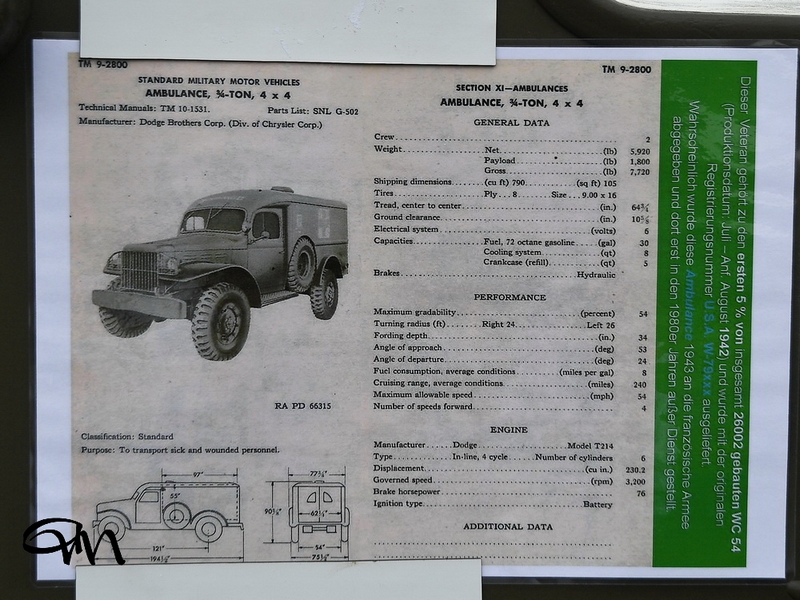 TM 9-2800
STANDARD MILITARY MOTOR VEHICLES
AMBULANCE, ¾-TON, 4 x 4
Technical Manuals: TM 10-1531. Parts List: SNL G-502
Manufacturer: Dodge Brothers Corp. (Div. of Chrysler Corp.)
RA PD 66315
Classification: Standard
Purpose: To transport sick and wounded personnel.
97"
55"
121"
194½"
77¾"
90⅛"
62¼"
54"
75½"
TM 9-2800
SECTION XI—AMBULANCES
AMBULANCE, ¾-TON, 4 x 4
GENERAL DATA
Crew 2
Weight Net (lb) 5,920
Payload (lb) 1,800
Gross (lb) 7,720
Shipping dimensions (cu ft) 790 (sq ft) 105
Tires Ply 8 Size 9.00 x 16
Tread, center to center (in.) 64¾
Ground clearance (in.) 10⅝
Electrical system (volts) 6
Capacities Fuel, 72 octane gasoline (gal) 30
Cooling system (qt) 8
Crankcase (refill) (qt) 5
Brakes Hydraulic
PERFORMANCE
Maximum gradability (percent) 54
Turning radius (ft) Right 24 Left 26
Fording depth (in.) 34
Angle of approach (deg) 53
Angle of departure (deg) 24
Fuel consumption, average conditions (miles per gal) 8
Cruising range, average conditions (miles) 240
Maximum allowable speed (mph) 54
Number of speeds forward 4
ENGINE
Manufacturer Dodge Model T214
Type In-line, 4 cycle Number of cylinders 6
Displacement (cu in.) 230.2
Governed speed (rpm) 3,200
Brake horsepower 76
Ignition type Battery
ADDITIONAL DATA
Dieser Veteran gehört zu den ersten 5 % von insgesamt 26002 gebauten WC 54
(Produktionsdatum: Juli – Anf. August 1942) und wurde mit der originalen
Registrierungsnummer U.S.A. W-79xxx ausgeliefert.
Wahrscheinlich wurde diese Ambulance 1943 an die französische Armee
abgegeben und dort erst in den 1980er Jahren außer Dienst gestellt.